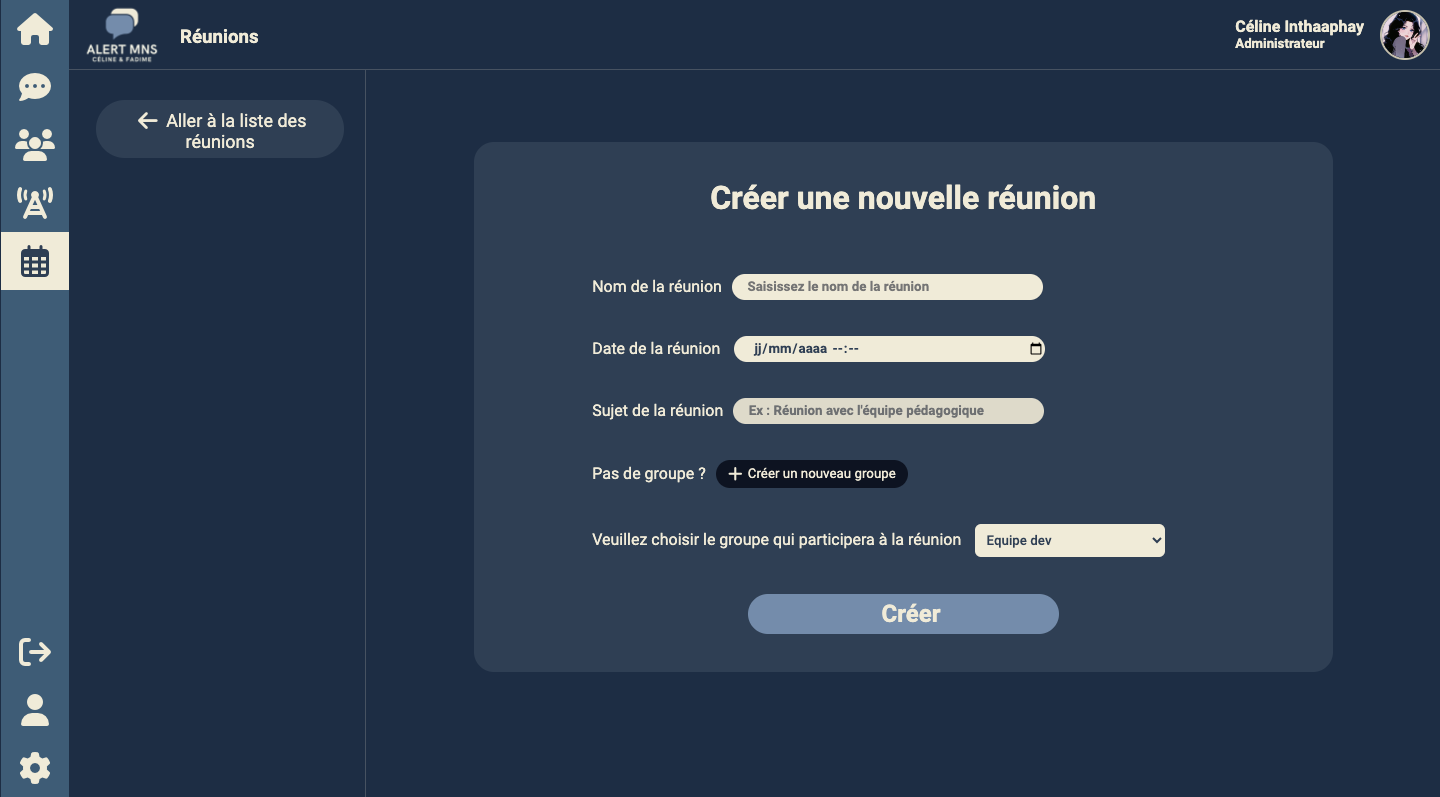 ALERT MNS
CÉLINE & FADIME
Réunions
Céline Inthaaphay
Administrateur
Aller à la liste des
réunions
Créer une nouvelle réunion
Nom de la réunion Saisissez le nom de la réunion
Date de la réunion jj/mm/aaaa --:--
Sujet de la réunion Ex : Réunion avec l'équipe pédagogique
Pas de groupe ? + Créer un nouveau groupe
Veuillez choisir le groupe qui participera à la réunion Equipe dev
Créer